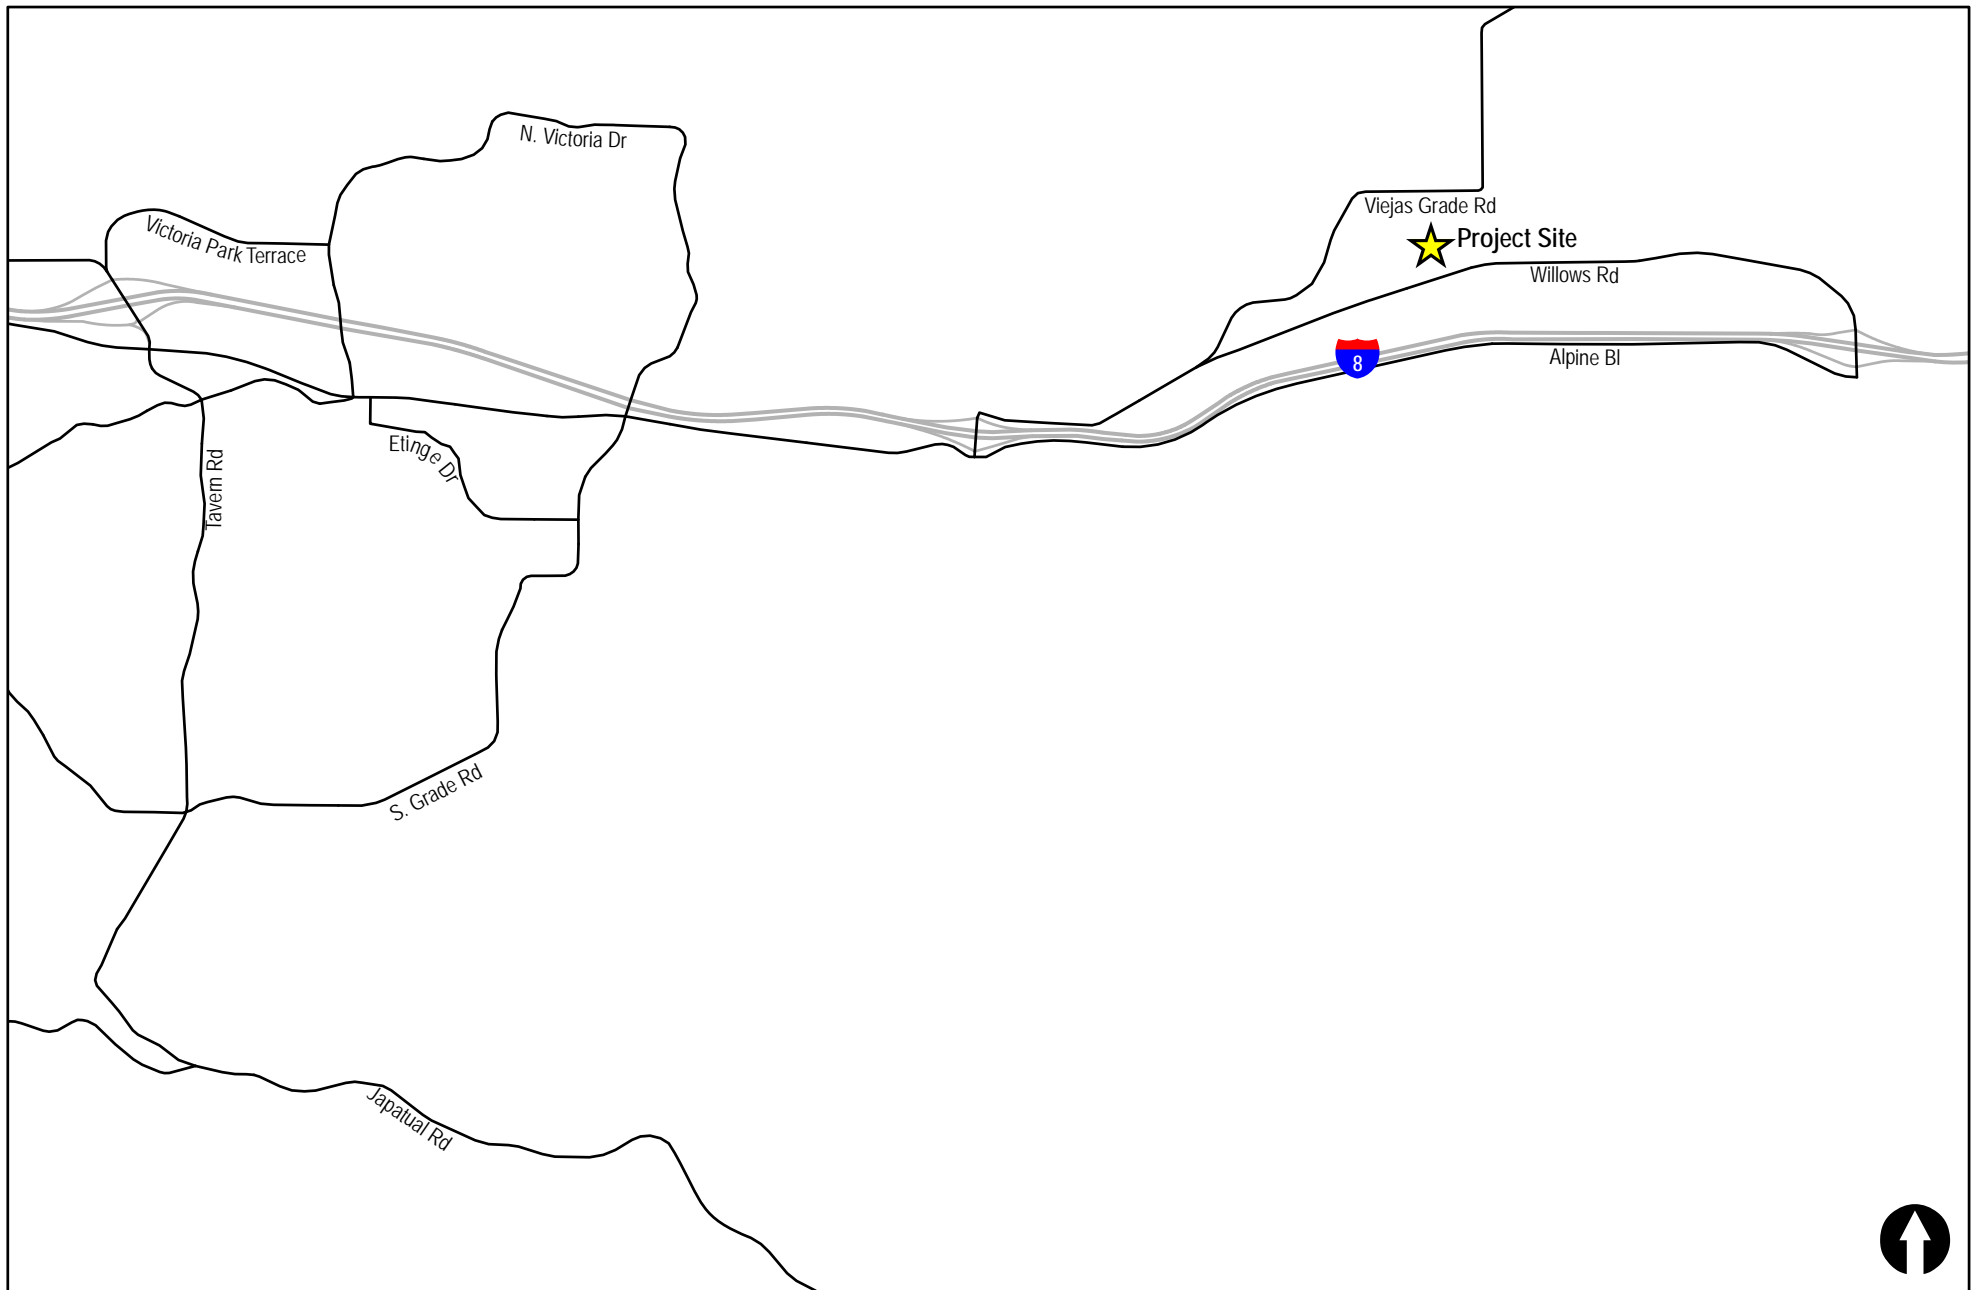 N. Victoria Dr
Viejas Grade Rd
Victoria Park Terrace
Project Site
Willows Rd
8
Alpine Bl
Etinge Dr
Tavern Rd
S. Grade Rd
Japatual Rd